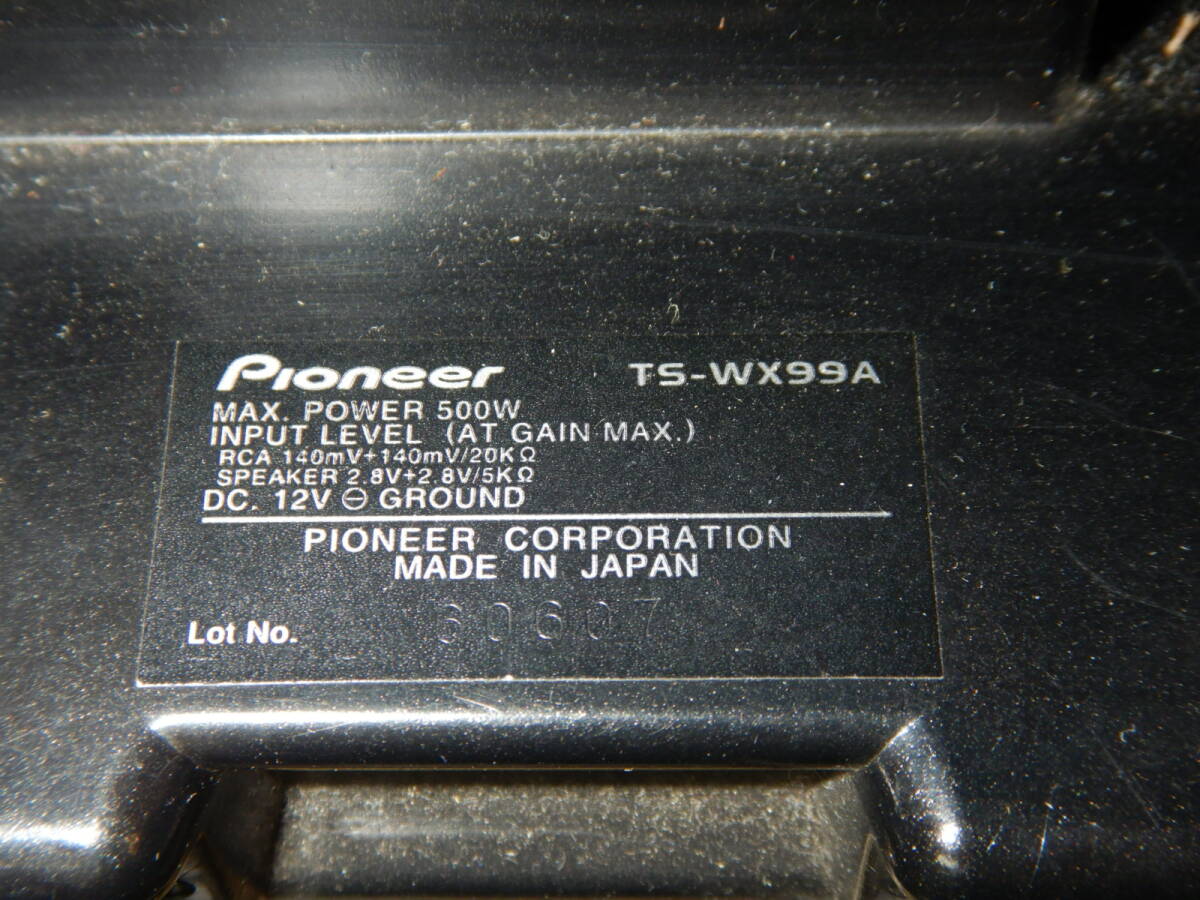 Pioneer TS-WX99A
MAX. POWER 500W
INPUT LEVEL (AT GAIN MAX.)
RCA 140mV+140mV/20KΩ
SPEAKER 2.8V+2.8V/5KΩ
DC. 12V ⊖ GROUND
PIONEER CORPORATION
MADE IN JAPAN
Lot No. 60607